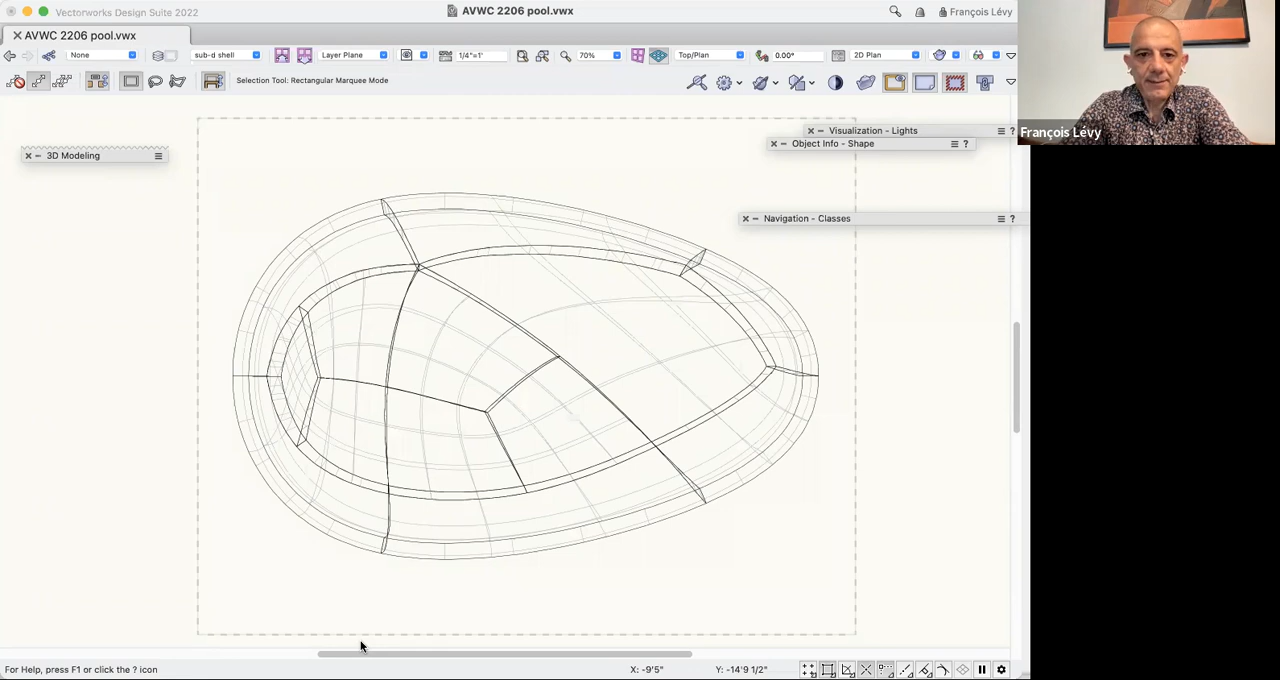 Vectorworks Design Suite 2022
AVWC 2206 pool.vwx
François Lévy
AVWC 2206 pool.vwx
None
sub-d shell
Layer Plane
1/4"=1'
70%
Top/Plan
0.00°
2D Plan
Selection Tool: Rectangular Marquee Mode
Visualization - Lights
?
François Lévy
Object Info - Shape
?
3D Modeling
Navigation - Classes
?
For Help, press F1 or click the ? icon
X: -9'5"
Y: -14'9 1/2"